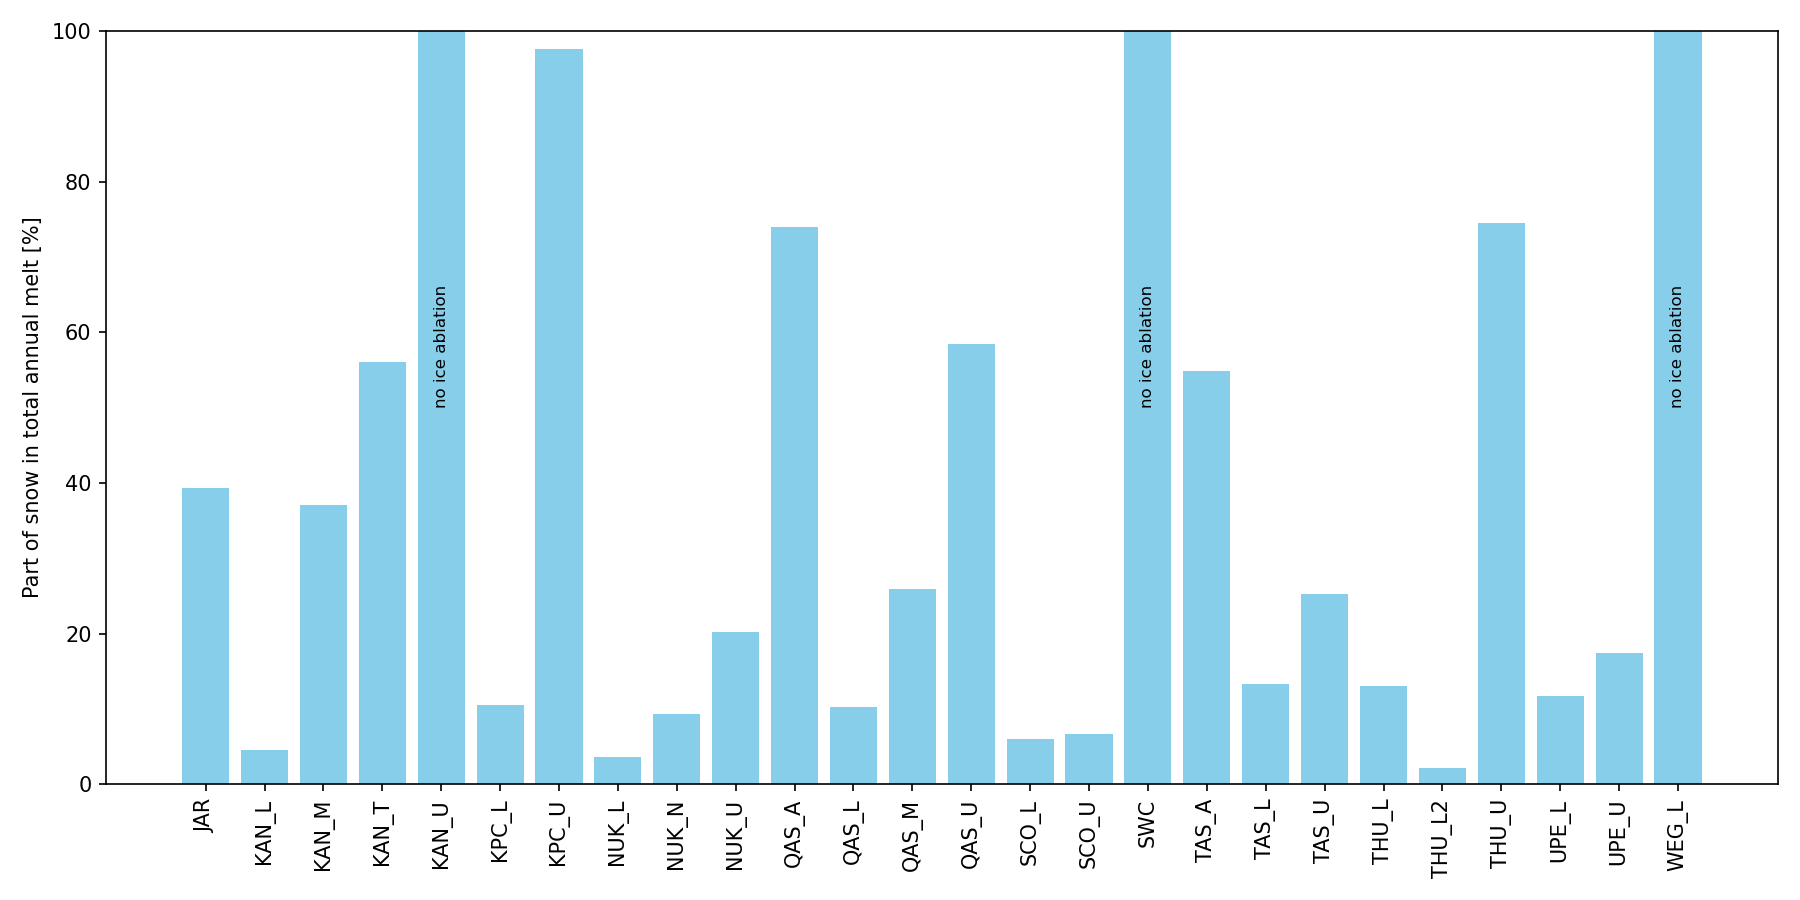 Part of snow in total annual melt [%]
100
80
60
40
20
0
no ice ablation
no ice ablation
no ice ablation
JAR
KAN_L
KAN_M
KAN_T
KAN_U
KPC_L
KPC_U
NUK_L
NUK_N
NUK_U
QAS_A
QAS_L
QAS_M
QAS_U
SCO_L
SCO_U
SWC
TAS_A
TAS_L
TAS_U
THU_L
THU_L2
THU_U
UPE_L
UPE_U
WEG_L